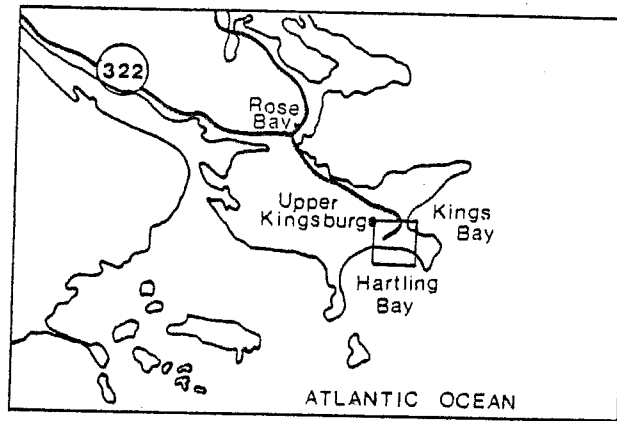 322
Rose
Bay
Upper
Kingsburg
Kings
Bay
Hartling
Bay
ATLANTIC OCEAN